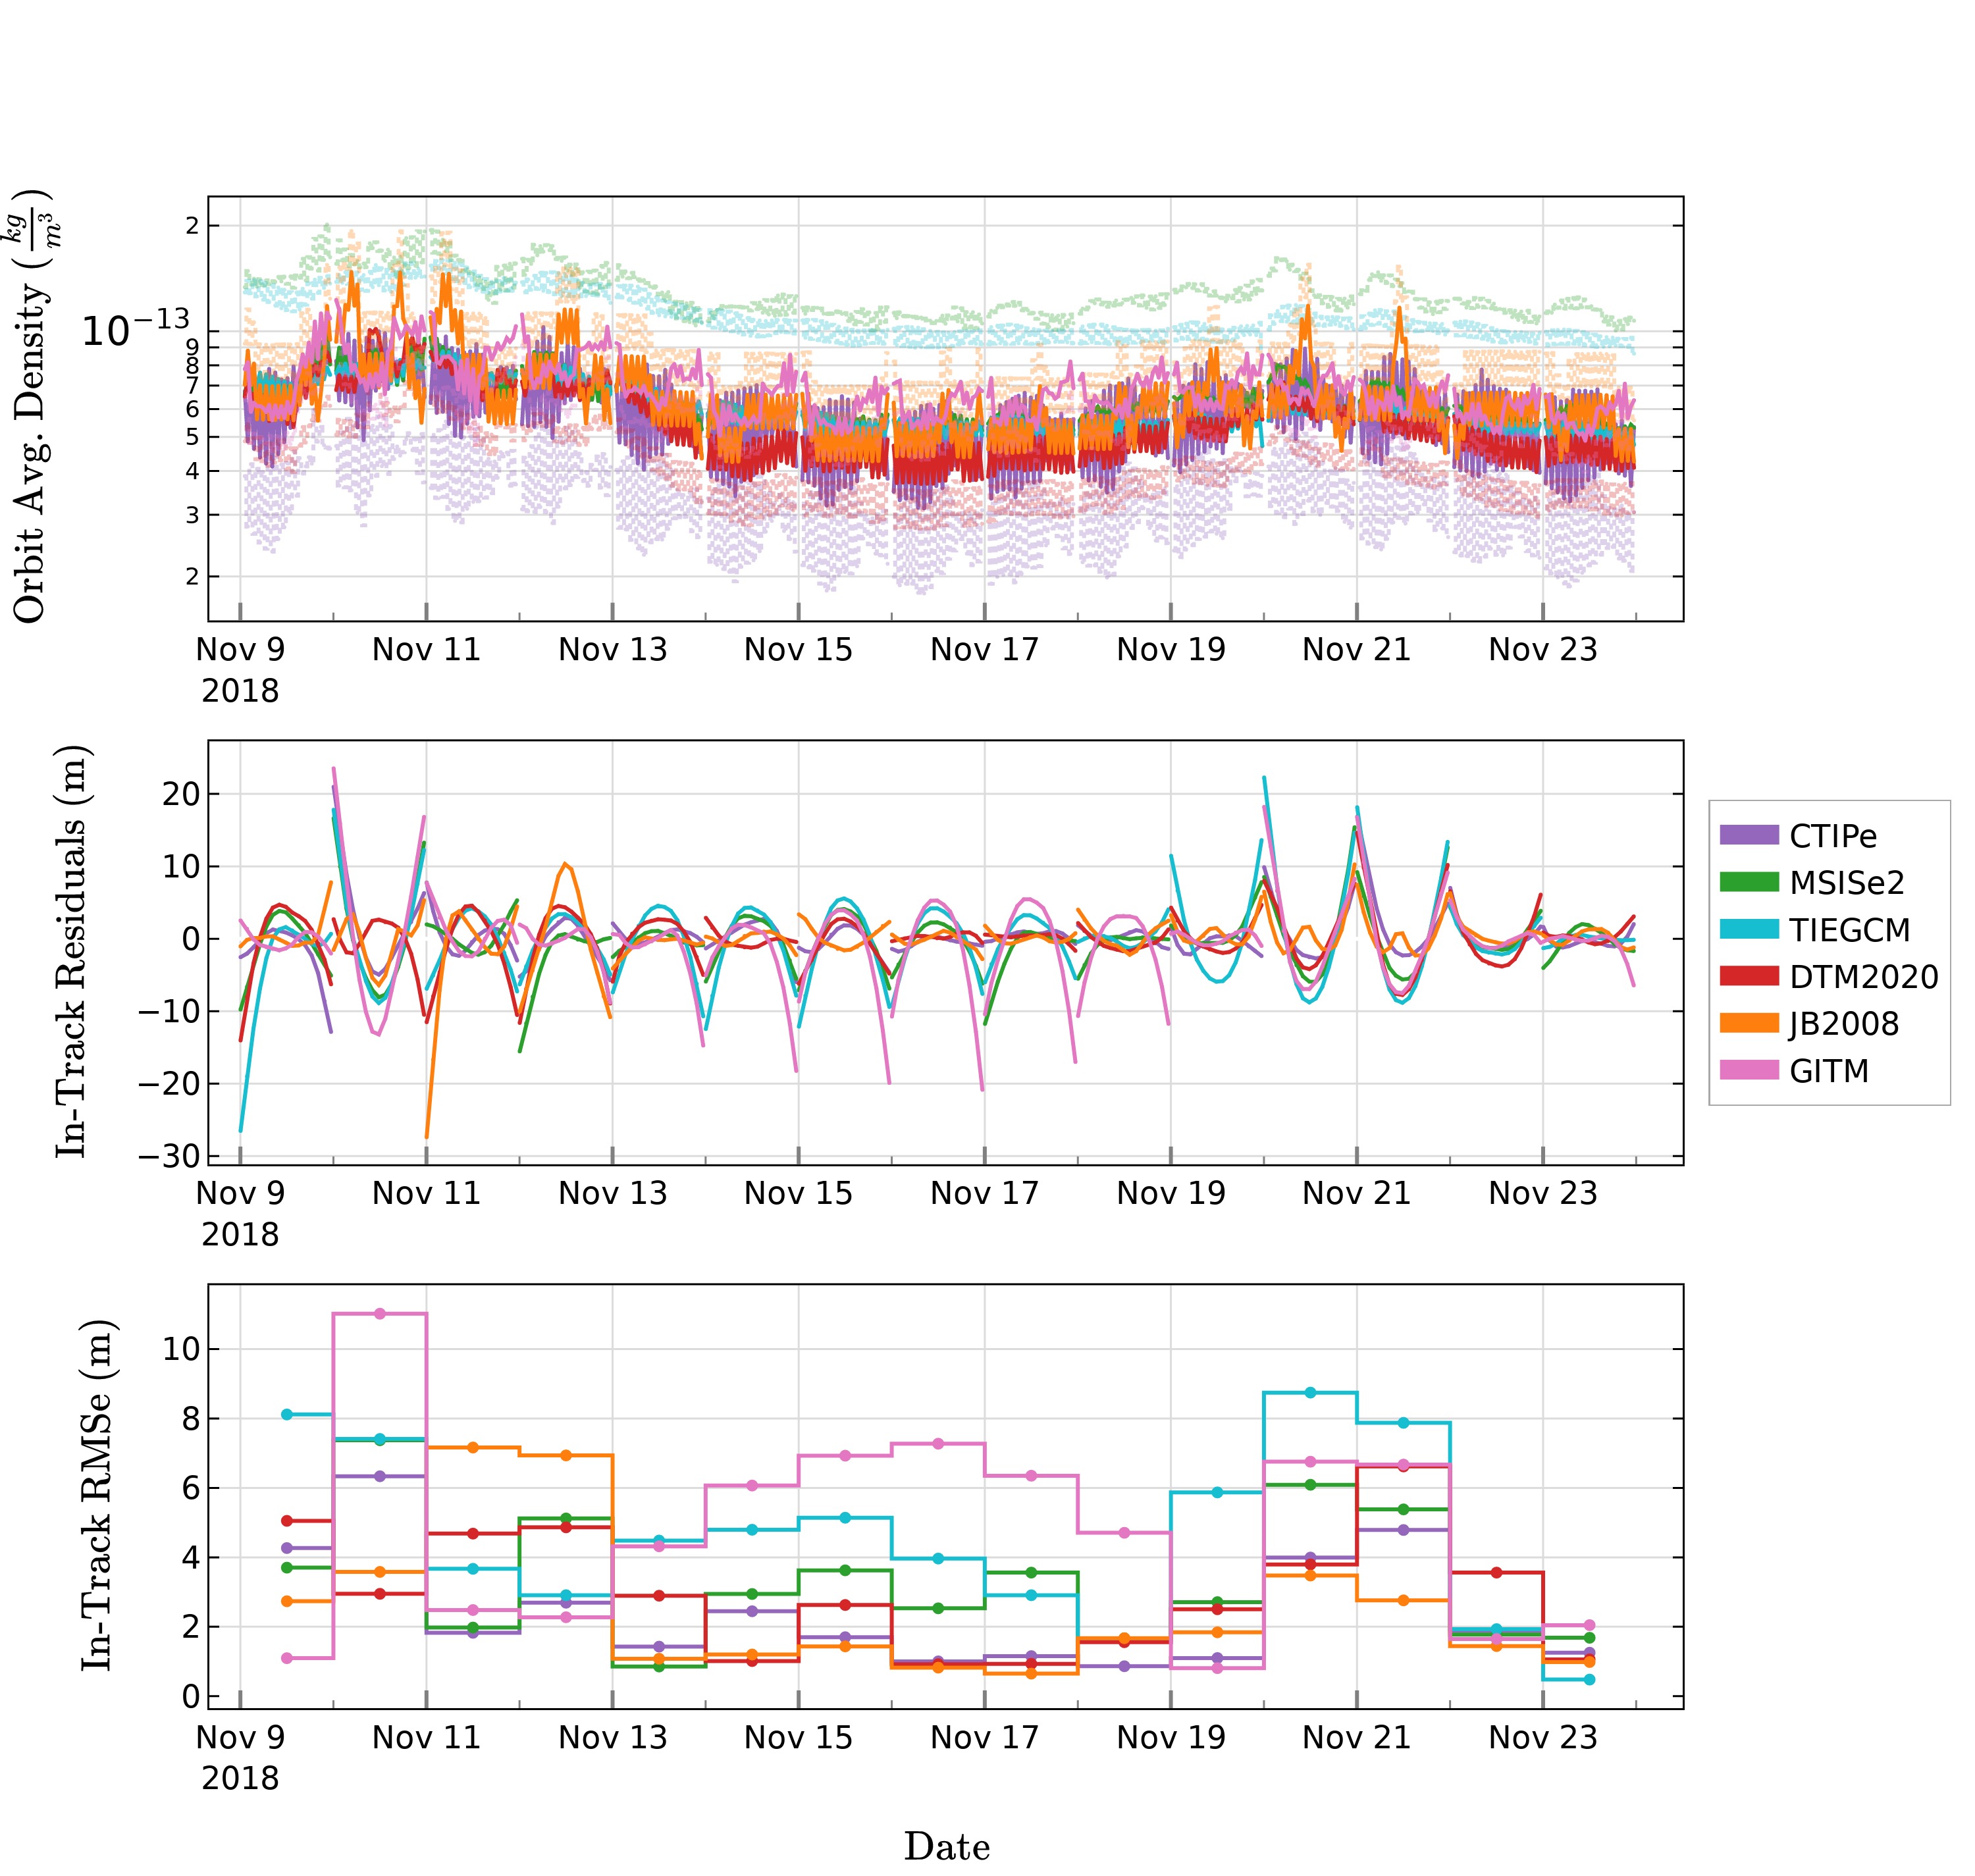 Orbit Avg. Density (kg/m³)
2
10⁻¹³
9
8
7
6
5
4
3
2
Nov 9 Nov 11 Nov 13 Nov 15 Nov 17 Nov 19 Nov 21 Nov 23
2018
In-Track Residuals (m)
20
10
0
−10
−20
−30
Nov 9 Nov 11 Nov 13 Nov 15 Nov 17 Nov 19 Nov 21 Nov 23
2018
CTIPe
MSISe2
TIEGCM
DTM2020
JB2008
GITM
In-Track RMSe (m)
10
8
6
4
2
0
Nov 9 Nov 11 Nov 13 Nov 15 Nov 17 Nov 19 Nov 21 Nov 23
2018
Date